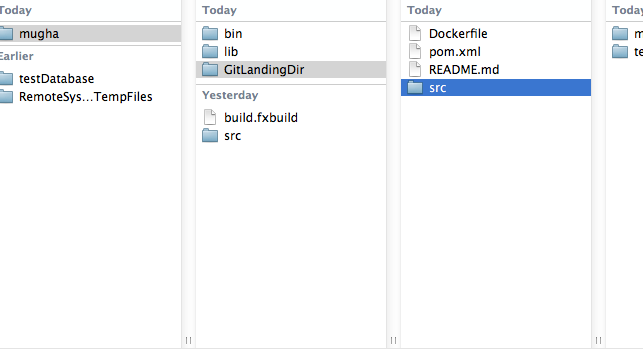 Today
mugha
Earlier
testDatabase
RemoteSys...TempFiles
Today
bin
lib
GitLandingDir
Yesterday
build.fxbuild
src
Today
Dockerfile
pom.xml
README.md
src
Today